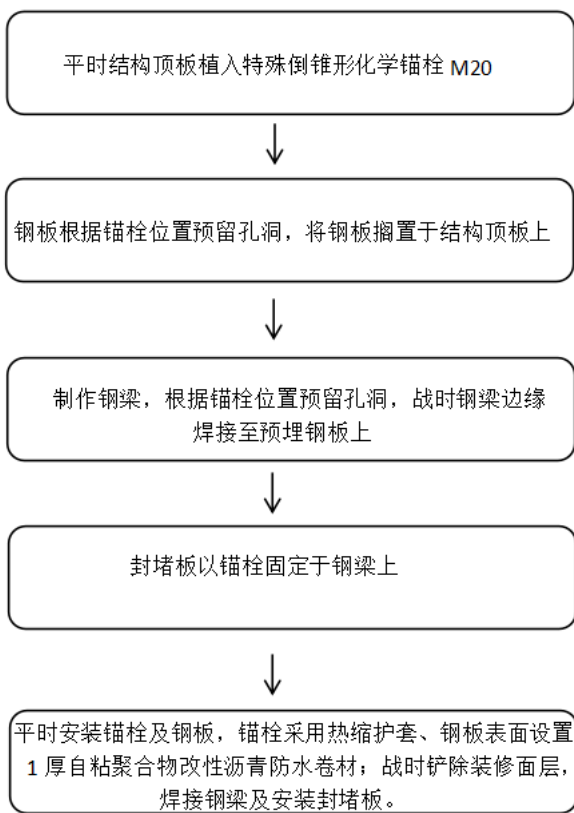 平时结构顶板植入特殊倒锥形化学锚栓 M20
钢板根据锚栓位置预留孔洞，将钢板搁置于结构顶板上
制作钢梁，根据锚栓位置预留孔洞，战时钢梁边缘
焊接至预埋钢板上
封堵板以锚栓固定于钢梁上
平时安装锚栓及钢板，锚栓采用热缩护套、钢板表面设置
1 厚自粘聚合物改性沥青防水卷材；战时铲除装修面层，
焊接钢梁及安装封堵板。